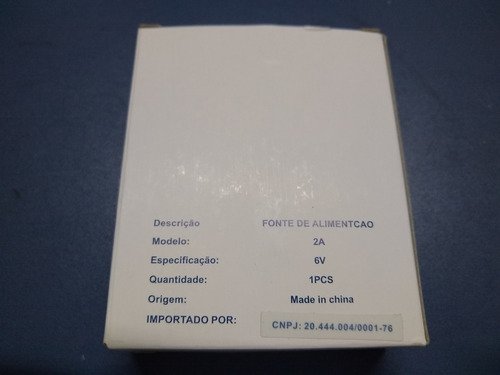 Descrição FONTE DE ALIMENTCAO
Modelo: 2A
Especificação: 6V
Quantidade: 1PCS
Origem: Made in china
IMPORTADO POR: CNPJ: 20.444.004/0001-76